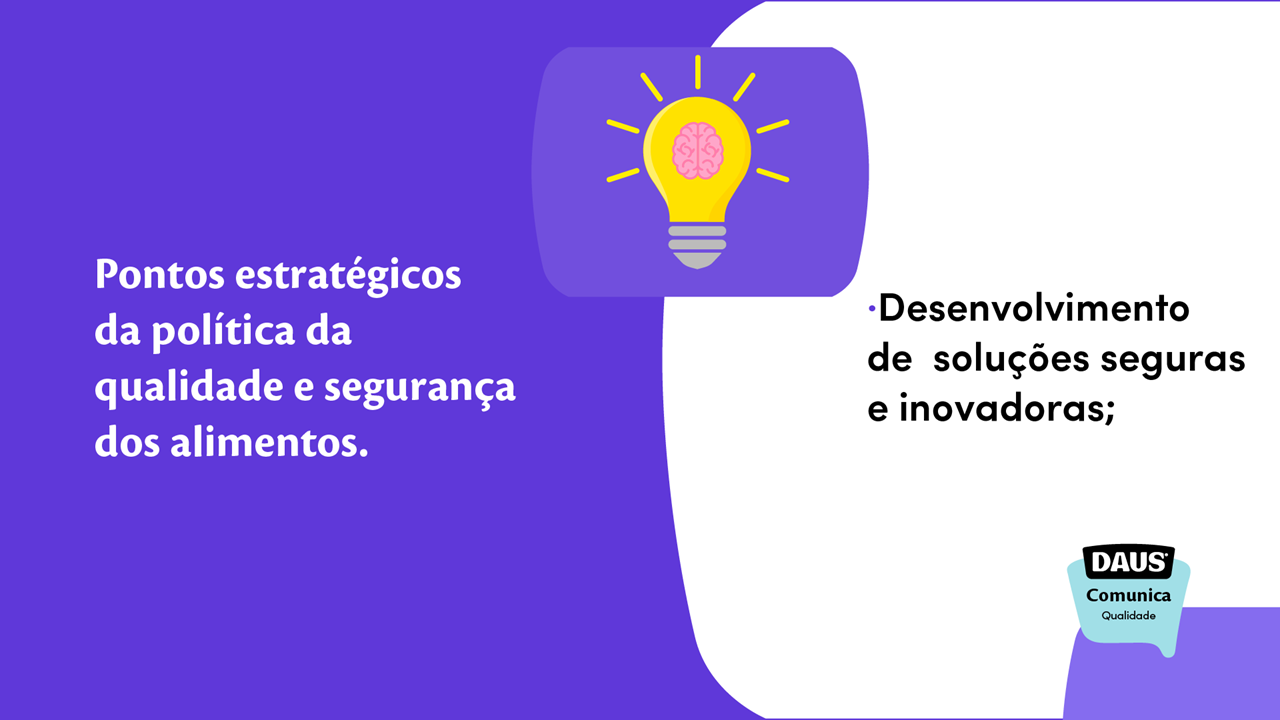 Pontos estratégicos
da política da
qualidade e segurança
dos alimentos.
·Desenvolvimento
de  soluções seguras
e inovadoras;
DAUS
Comunica
Qualidade